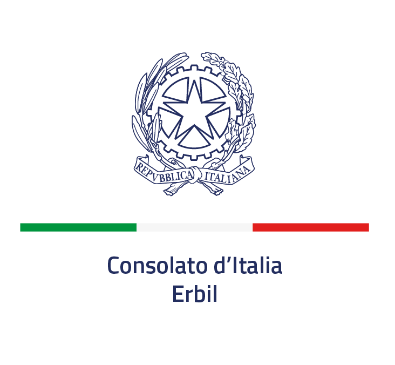 REPVBBLICA ITALIANA
Consolato d'Italia
Erbil